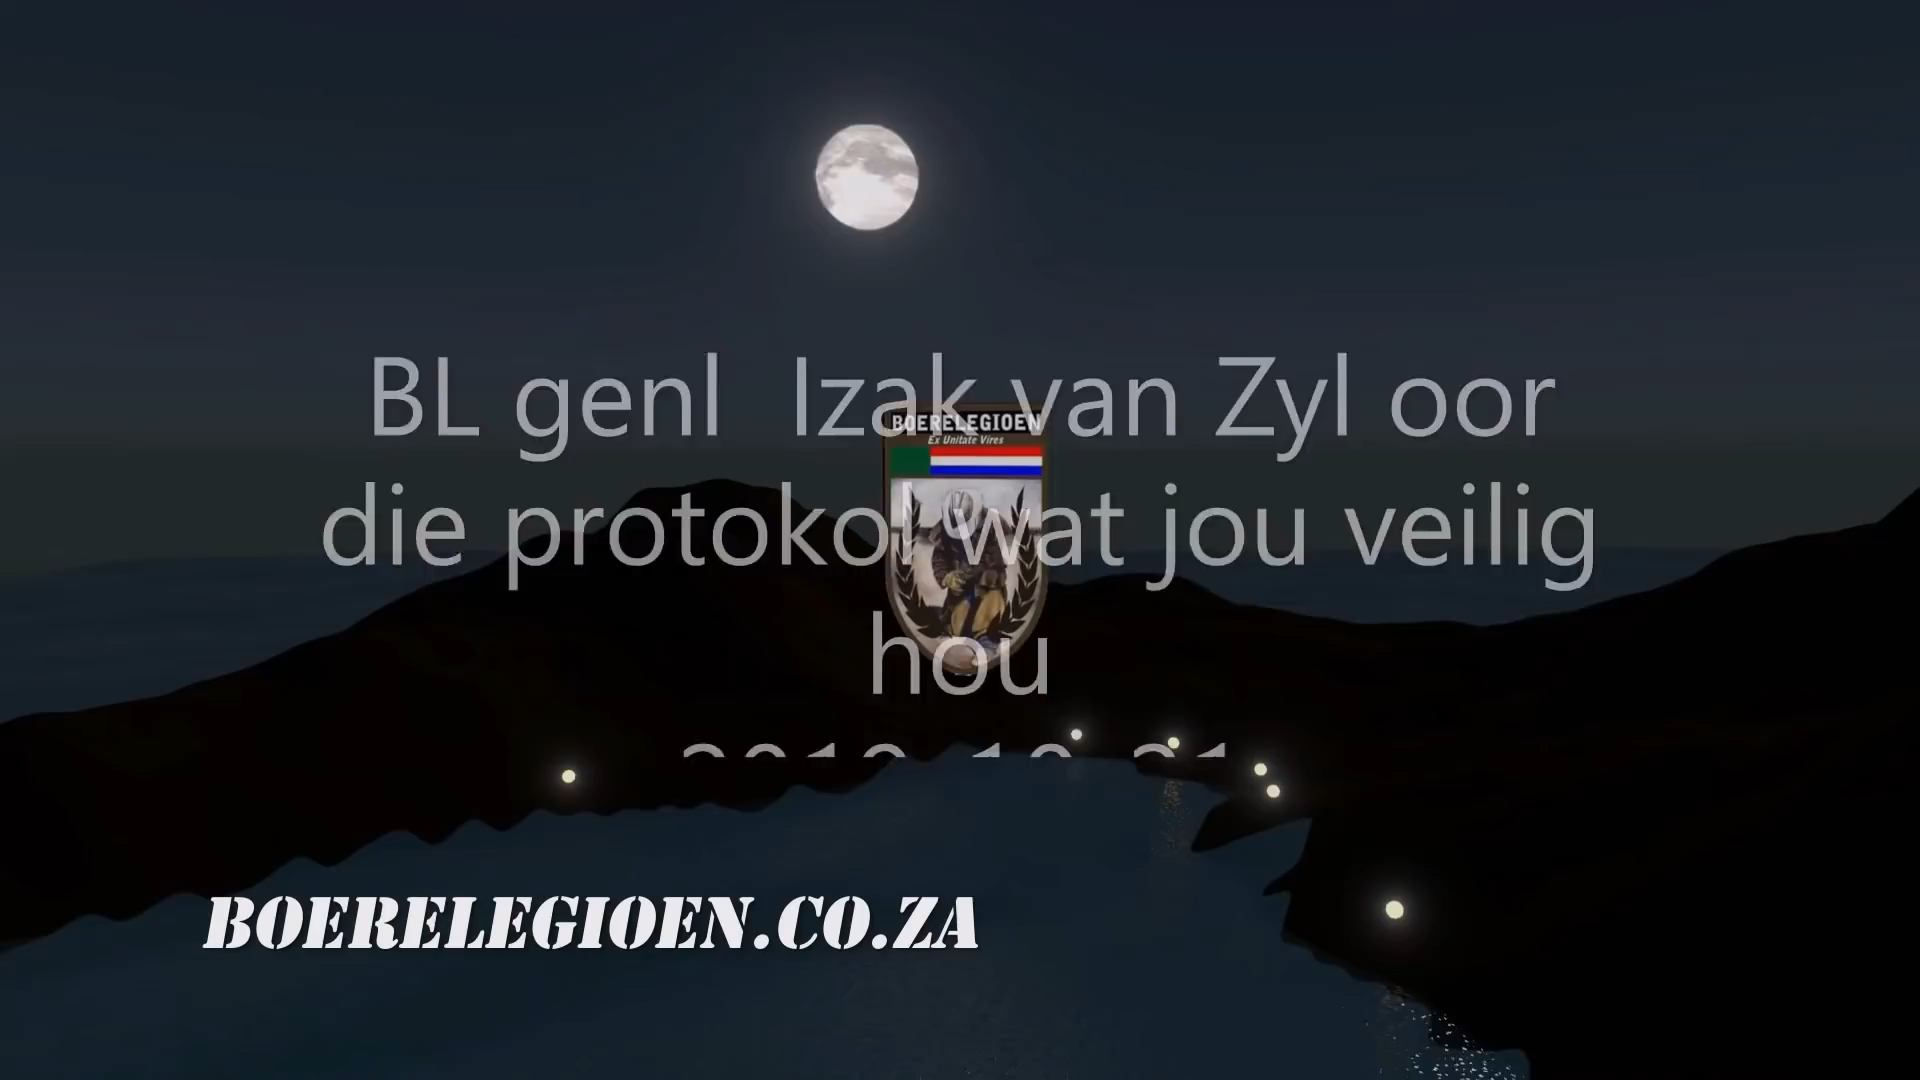 BL genl Izak van Zyl oor
BOERELEGIOEN
Ex Unitate Vires
die protokol wat jou veilig
hou
BOERELEGIOEN.CO.ZA